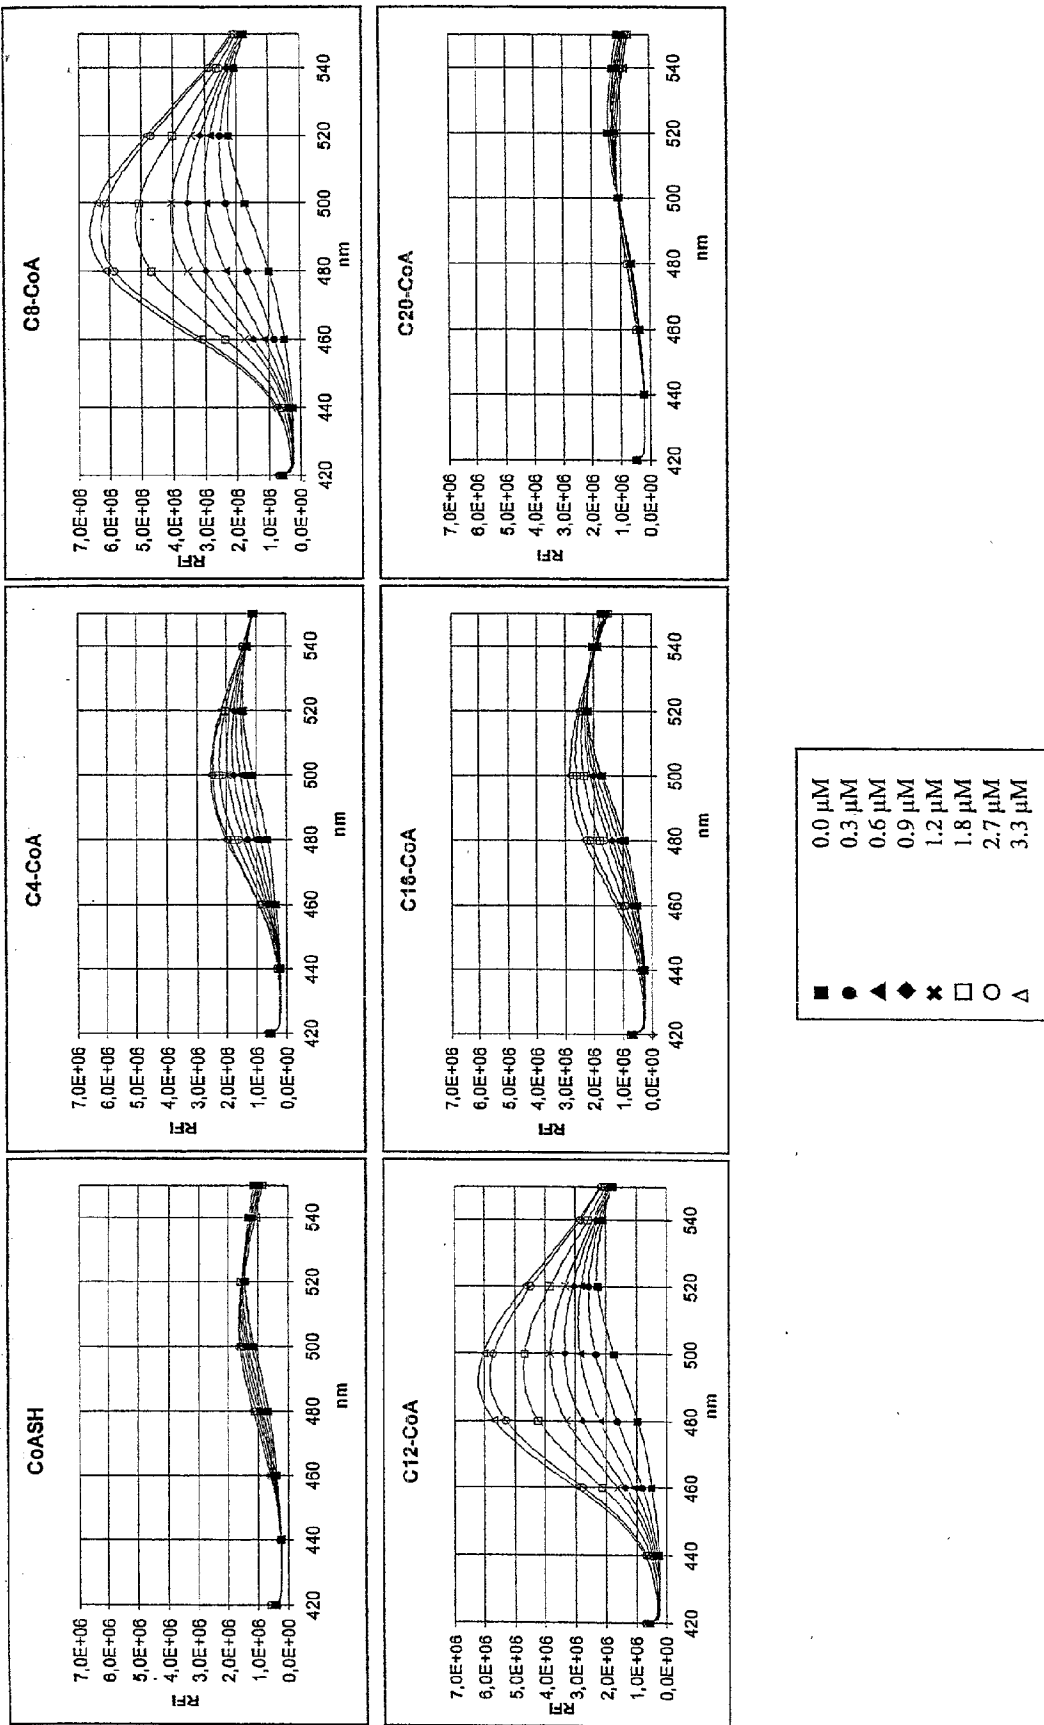 CoASH
RFI
7,0E+06
6,0E+06
5,0E+06
4,0E+06
3,0E+06
2,0E+06
1,0E+06
0,0E+00
420
440
460
480
500
520
540
nm
C4-CoA
RFI
7,0E+06
6,0E+06
5,0E+06
4,0E+06
3,0E+06
2,0E+06
1,0E+06
0,0E+00
420
440
460
480
500
520
540
nm
C8-CoA
RFI
7,0E+06
6,0E+06
5,0E+06
4,0E+06
3,0E+06
2,0E+06
1,0E+06
0,0E+00
420
440
460
480
500
520
540
nm
C12-CoA
RFI
7,0E+06
6,0E+06
5,0E+06
4,0E+06
3,0E+06
2,0E+06
1,0E+06
0,0E+00
420
440
460
480
500
520
540
nm
C16-CoA
RFI
7,0E+06
6,0E+06
5,0E+06
4,0E+06
3,0E+06
2,0E+06
1,0E+06
0,0E+00
420
440
460
480
500
520
540
nm
C20-CoA
RFI
7,0E+06
6,0E+06
5,0E+06
4,0E+06
3,0E+06
2,0E+06
1,0E+06
0,0E+00
420
440
460
480
500
520
540
nm
0.0 µM
0.3 µM
0.6 µM
0.9 µM
1.2 µM
1.8 µM
2.7 µM
3.3 µM